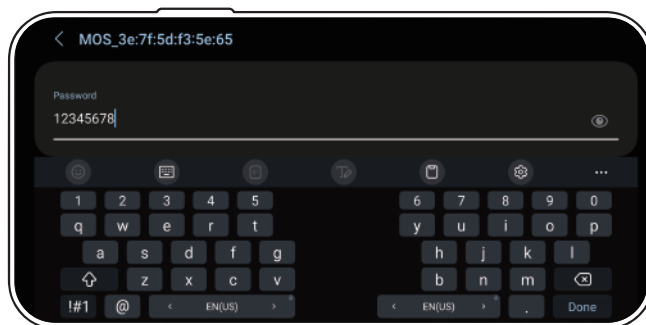 MOS_3e:7f:5d:f3:5e:65
Password
12345678
1 2 3 4 5 6 7 8 9 0
q w e r t y u i o p
a s d f g h j k l
z x c v b n m
!#1 @ < EN(US) > < EN(US) > . Done